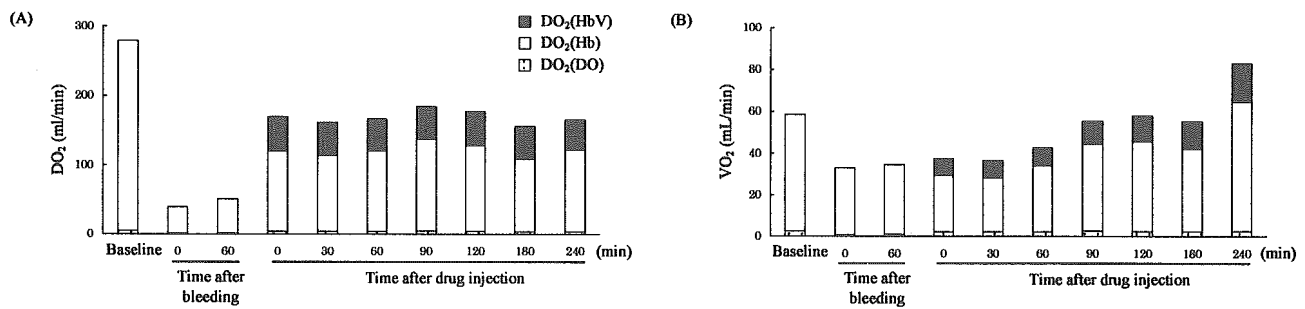 (A)
DO₂ (ml/min)
300
200
100
0
DO₂(HbV)
DO₂(Hb)
DO₂(DO)
Baseline 0 60 0 30 60 90 120 180 240 (min)
Time after bleeding
Time after drug injection
(B)
VO₂ (mL/min)
100
80
60
40
20
0
Baseline 0 60 0 30 60 90 120 180 240 (min)
Time after
bleeding
Time after drug injection